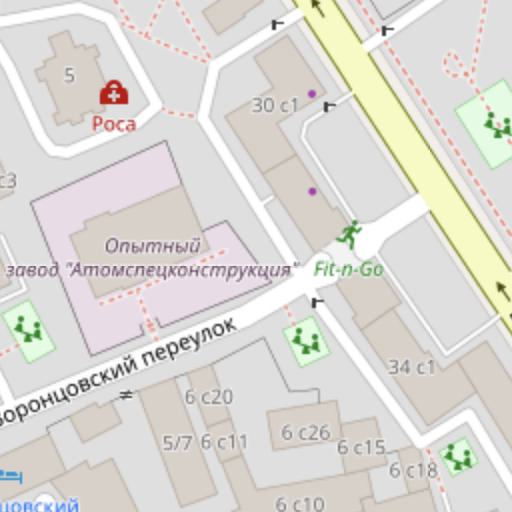 5
Роса
30 с1
с3
Опытный
завод "Атомспецконструкция"
Fit-n-Go
Воронцовский переулок
34 с1
6 с20
5/7
6 с11
6 с26
6 с15
6 с18
6 с10
цовский